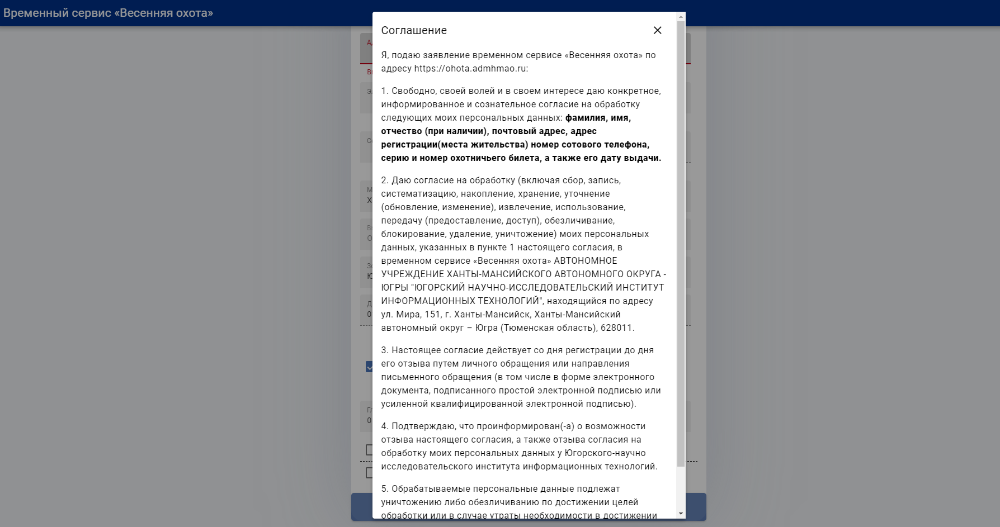 Временный сервис «Весенняя охота»
Соглашение
Я, подаю заявление временном сервисе «Весенняя охота» по
адресу https://ohota.admhmao.ru:
1. Свободно, своей волей и в своем интересе даю конкретное,
информированное и сознательное согласие на обработку
следующих моих персональных данных: фамилия, имя,
отчество (при наличии), почтовый адрес, адрес
регистрации(места жительства) номер сотового телефона,
серию и номер охотничьего билета, а также его дату выдачи.
2. Даю согласие на обработку (включая сбор, запись,
систематизацию, накопление, хранение, уточнение
(обновление, изменение), извлечение, использование,
передачу (предоставление, доступ), обезличивание,
блокирование, удаление, уничтожение) моих персональных
данных, указанных в пункте 1 настоящего согласия, в
временном сервисе «Весенняя охота» АВТОНОМНОЕ
УЧРЕЖДЕНИЕ ХАНТЫ-МАНСИЙСКОГО АВТОНОМНОГО ОКРУГА -
ЮГРЫ "ЮГОРСКИЙ НАУЧНО-ИССЛЕДОВАТЕЛЬСКИЙ ИНСТИТУТ
ИНФОРМАЦИОННЫХ ТЕХНОЛОГИЙ", находящийся по адресу
ул. Мира, 151, г. Ханты-Мансийск, Ханты-Мансийский
автономный округ – Югра (Тюменская область), 628011.
3. Настоящее согласие действует со дня регистрации до дня
его отзыва путем личного обращения или направления
письменного обращения (в том числе в форме электронного
документа, подписанного простой электронной подписью или
усиленной квалифицированной электронной подписью).
4. Подтверждаю, что проинформирован(-а) о возможности
отзыва настоящего согласия, а также отзыва согласия на
обработку моих персональных данных у Югорского-научно
исследовательского института информационных технологий.
5. Обрабатываемые персональные данные подлежат
уничтожению либо обезличиванию по достижении целей
обработки или в случае утраты необходимости в достижении